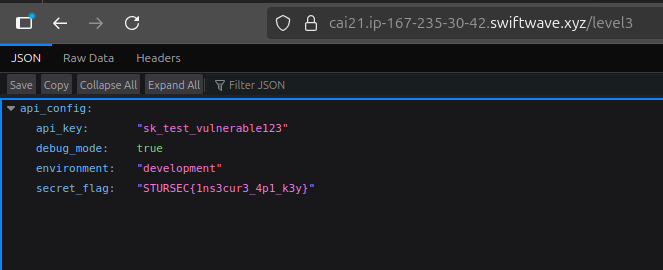 cai21.ip-167-235-30-42.swiftwave.xyz/level3
JSON Raw Data Headers
Save Copy Collapse All Expand All Filter JSON
api_config:
api_key: "sk_test_vulnerable123"
debug_mode: true
environment: "development"
secret_flag: "STURSEC{1ns3cur3_4p1_k3y}"